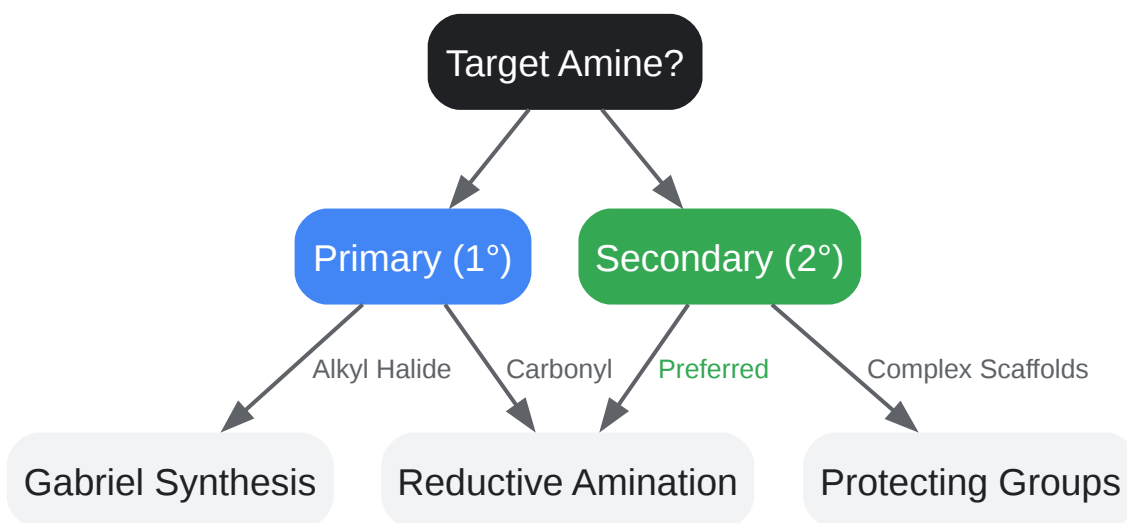 Target Amine?
Primary (1°)
Secondary (2°)
Alkyl Halide
Carbonyl
Preferred
Complex Scaffolds
Gabriel Synthesis
Reductive Amination
Protecting Groups